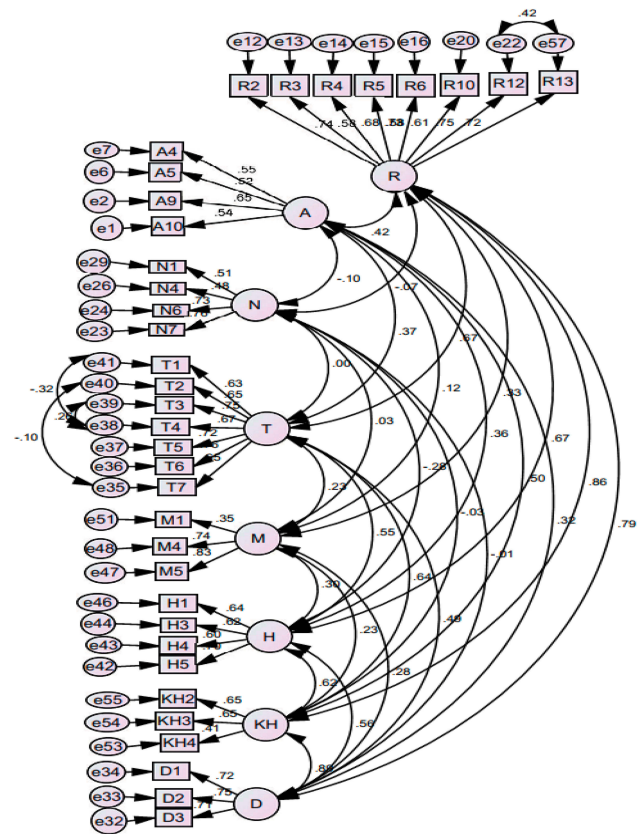 .42
e12 e13 e14 e15 e16 e20 e22 e57
R2 R3 R4 R5 R6 R10 R12 R13
.74 .58 .68 .61 .75 .72
R
e7 A4 .55
e6 A5 .52
e2 A9 .65
e1 A10 .54
A
.42
e29 N1 .51
e26 N4 .48
e24 N6 .73
e23 N7
N
-.10 -.07
.37 .67
.00 .12 .33 .67 .86
e41 T1 .63
e40 T2 .65
e39 T3 .75
e38 T4 .67
e37 T5 .72
e36 T6
e35 T7
-.32
-.10
T
.03 .36
.50 .32 .79
.23 -.03
.55 -.01
e51 M1 .35
e48 M4 .74
e47 M5 .83
M
.30 .64
.49
e46 H1 .64
e44 H3 .62
e43 H4 .60
e42 H5
H
.23
.62 .28
e55 KH2 .65
e54 KH3 .65
e53 KH4 .41
KH
.56
e34 D1 .72
e33 D2 .75
e32 D3
D